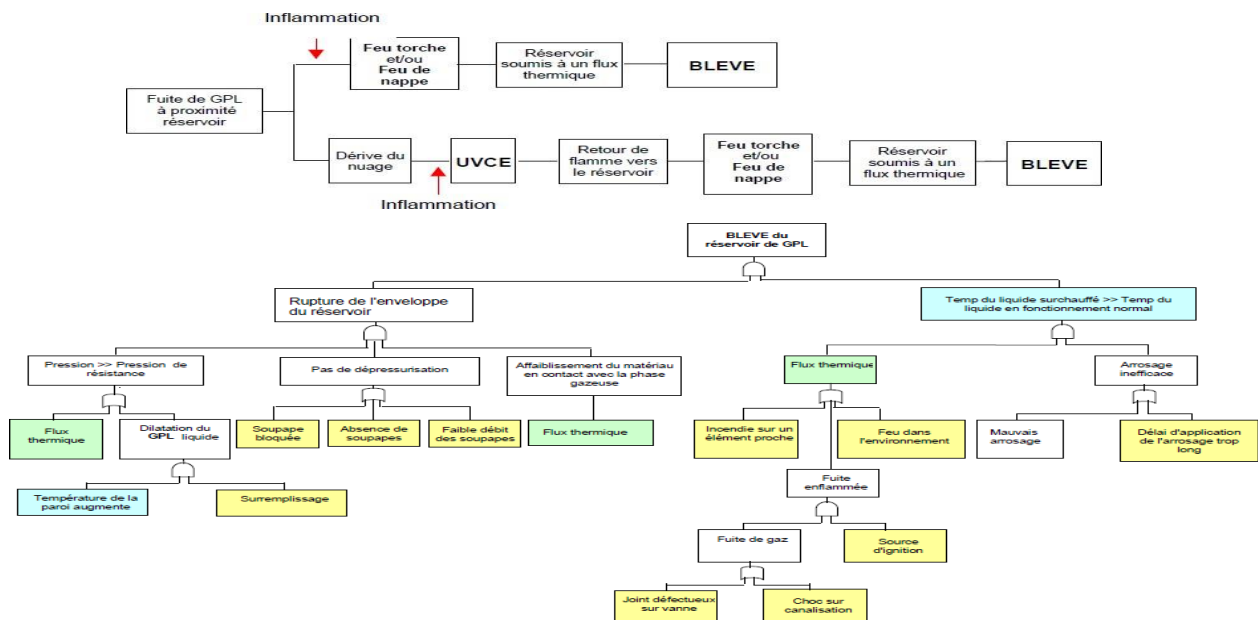 Inflammation
Feu torche
et/ou
Feu de
nappe
Réservoir
soumis à un flux
thermique
BLEVE
Fuite de GPL
à proximité
réservoir
Dérive du
nuage
UVCE
Retour de
flamme vers
le réservoir
Feu torche
et/ou
Feu de
nappe
Réservoir
soumis à un
flux thermique
BLEVE
Inflammation
BLEVE du
réservoir de GPL
Rupture de l'enveloppe
du réservoir
Temp du liquide surchauffé >> Temp du
liquide en fonctionnement normal
Pression >> Pression de
résistance
Pas de dépressurisation
Affaiblissement du matériau
en contact avec la phase
gazeuse
Flux
thermique
Dilatation du
GPL liquide
Soupape
bloquée
Absence de
soupapes
Faible débit
des soupapes
Flux thermique
Température de la
paroi augmente
Surremplissage
Flux
thermique
Arrosage
inefficace
Incendie sur un
élément proche
Feu dans
l'environnement
Mauvais
arrosage
Délai d'application
de l'arrosage trop
long
Fuite
enflammée
Fuite de gaz
Source
d'ignition
Joint défectueux
sur vanne
Choc sur
canalisation